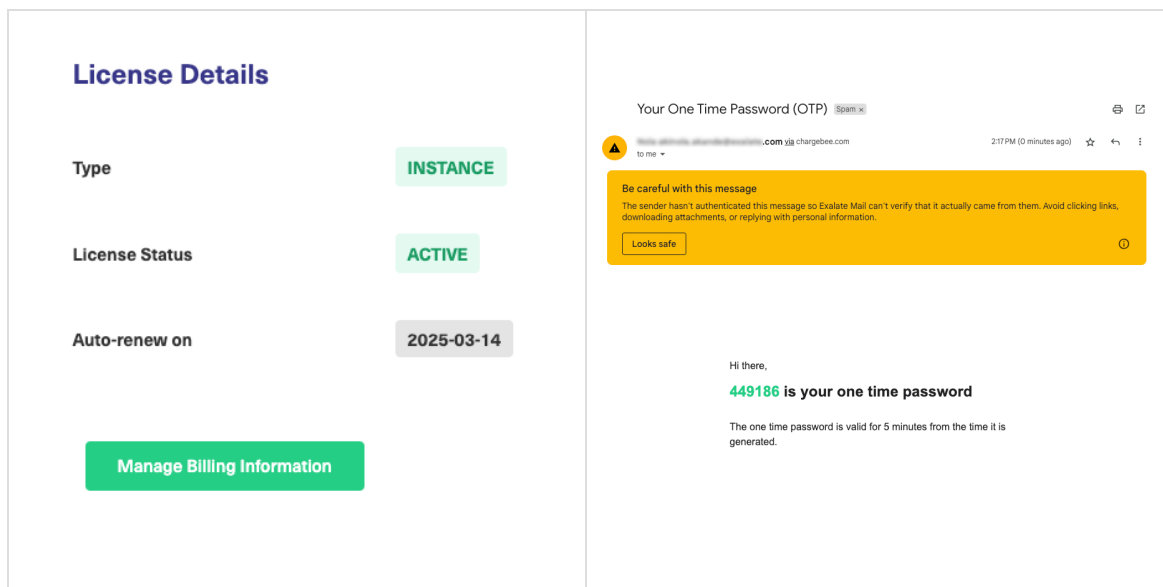 License Details
Type
INSTANCE
License Status
ACTIVE
Auto-renew on
2025-03-14
Manage Billing Information
Your One Time Password (OTP) Spam ×
.com via chargebee.com
2:17 PM (0 minutes ago)
to me
Be careful with this message
The sender hasn't authenticated this message so Exalate Mail can't verify that it actually came from them. Avoid clicking links,
downloading attachments, or replying with personal information.
Looks safe
Hi there,
449186 is your one time password
The one time password is valid for 5 minutes from the time it is
generated.